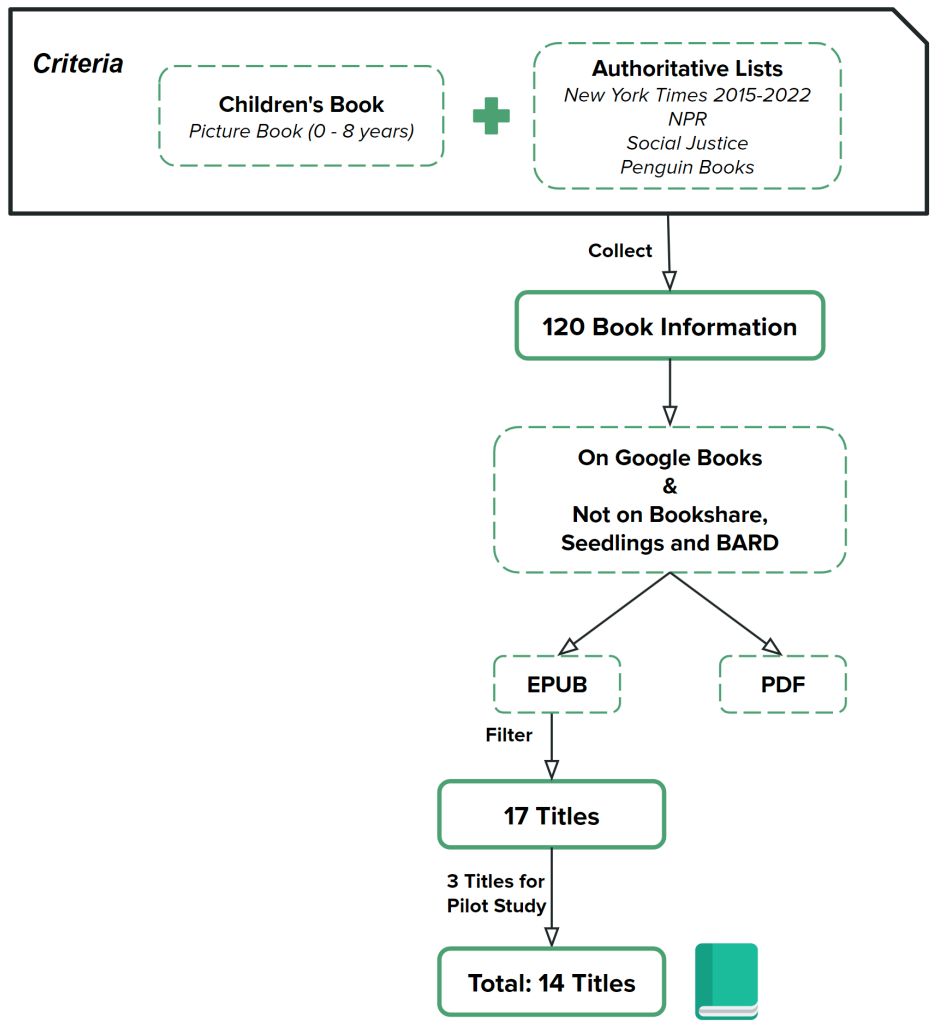 Criteria
Children's Book
Picture Book (0 - 8 years)
Authoritative Lists
New York Times 2015-2022
NPR
Social Justice
Penguin Books
Collect
120 Book Information
On Google Books
&
Not on Bookshare,
Seedlings and BARD
EPUB
PDF
Filter
17 Titles
3 Titles for
Pilot Study
Total: 14 Titles